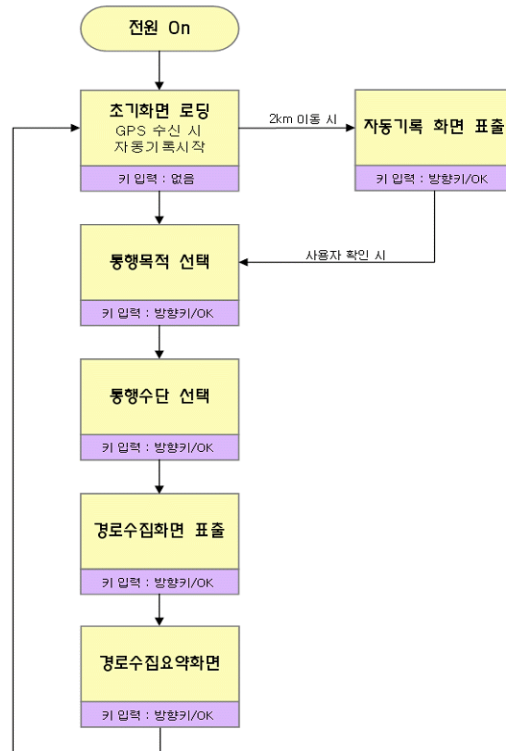 전원 On
초기화면 로딩
GPS 수신 시
자동기록시작
키 입력 : 없음
2km 이동 시
자동기록 화면 표출
키 입력 : 방향키/OK
사용자 확인 시
통행목적 선택
키 입력 : 방향키/OK
통행수단 선택
키 입력 : 방향키/OK
경로수집화면 표출
키 입력 : 방향키/OK
경로수집요약화면
키 입력 : 방향키/OK